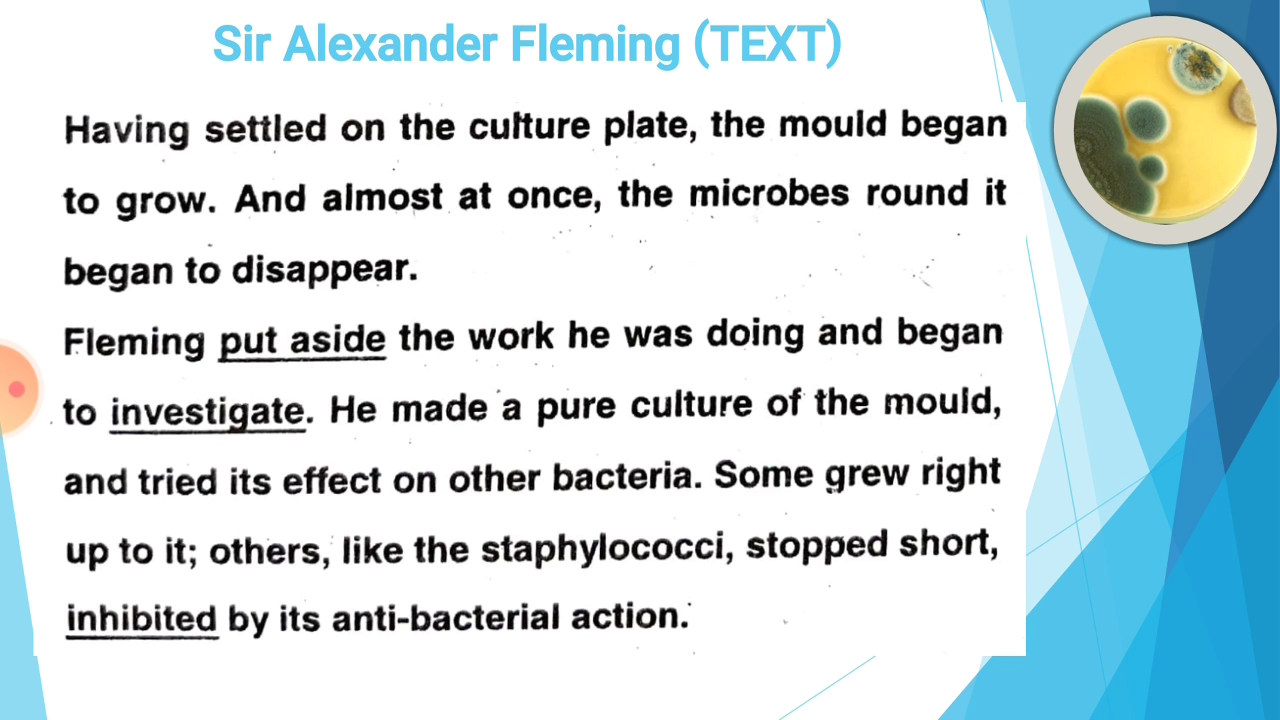 Sir Alexander Fleming (TEXT)
Having settled on the culture plate, the mould began
to grow. And almost at once, the microbes round it
began to disappear.
Fleming put aside the work he was doing and began
to investigate. He made a pure culture of the mould,
and tried its effect on other bacteria. Some grew right
up to it; others, like the staphylococci, stopped short,
inhibited by its anti-bacterial action.